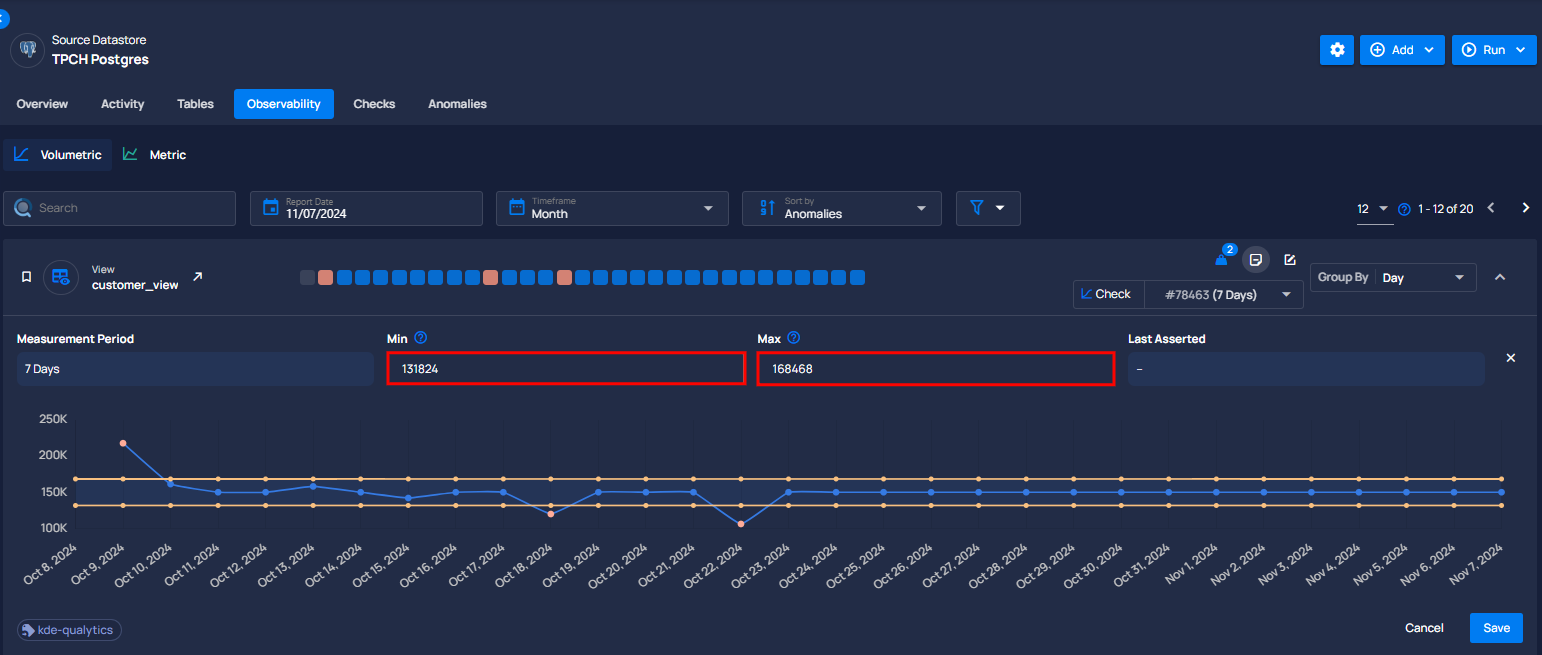 Source Datastore
TPCH Postgres
Add
Run
Overview Activity Tables Observability Checks Anomalies
Volumetric Metric
Search
Report Date
11/07/2024
Timeframe
Month
Sort by
Anomalies
12 1 - 12 of 20
View
customer_view
2
Check #78463 (7 Days)
Group By Day
Measurement Period Min Max Last Asserted
7 Days 131824 168468 –
250K
200K
150K
100K
Oct 8, 2024 Oct 9, 2024 Oct 10, 2024 Oct 11, 2024 Oct 12, 2024 Oct 13, 2024 Oct 14, 2024 Oct 15, 2024 Oct 16, 2024 Oct 17, 2024 Oct 18, 2024 Oct 19, 2024 Oct 20, 2024 Oct 21, 2024 Oct 22, 2024 Oct 23, 2024 Oct 24, 2024 Oct 25, 2024 Oct 26, 2024 Oct 27, 2024 Oct 28, 2024 Oct 29, 2024 Oct 30, 2024 Oct 31, 2024 Nov 1, 2024 Nov 2, 2024 Nov 3, 2024 Nov 4, 2024 Nov 5, 2024 Nov 6, 2024 Nov 7, 2024
kde-qualytics
Cancel Save